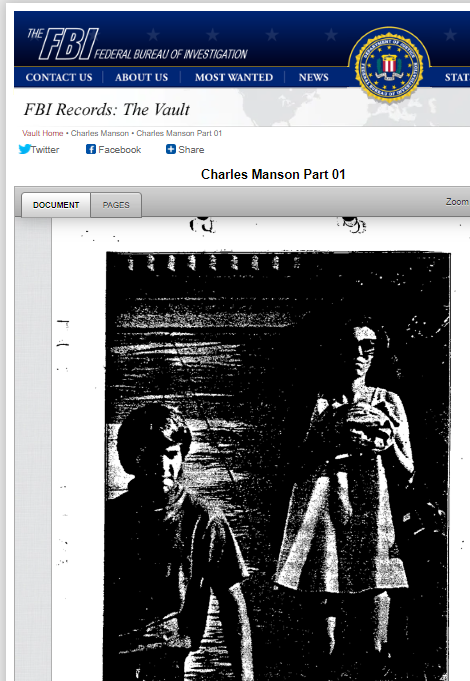 THE
FBI FEDERAL BUREAU OF INVESTIGATION
CONTACT US ABOUT US MOST WANTED NEWS STAT
FBI Records: The Vault
Vault Home • Charles Manson • Charles Manson Part 01
Twitter Facebook Share
Charles Manson Part 01
DOCUMENT PAGES Zoom